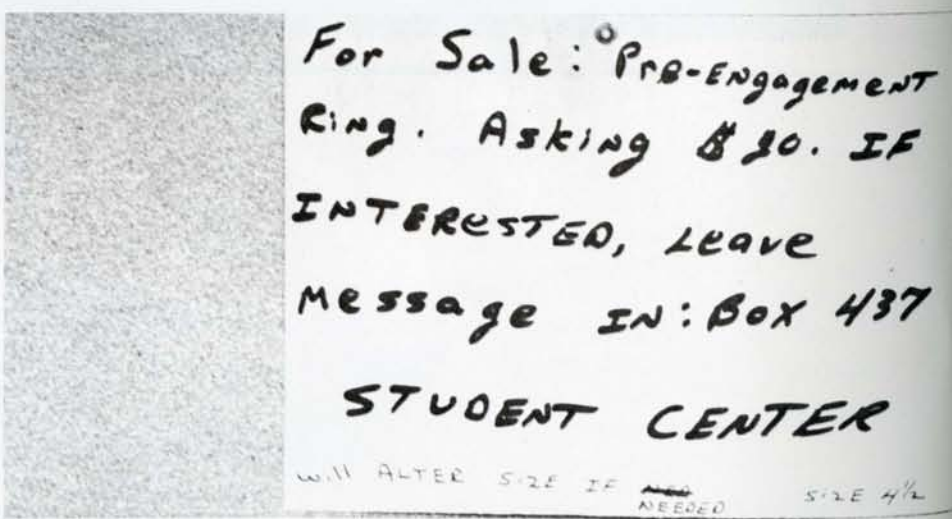 For Sale: Pre-Engagement
Ring. Asking $ IF
INTERESTED, Leave
Message IN: Box 437
STUDENT CENTER
Will ALTER SIZE IF NEEDED SIZE 4½